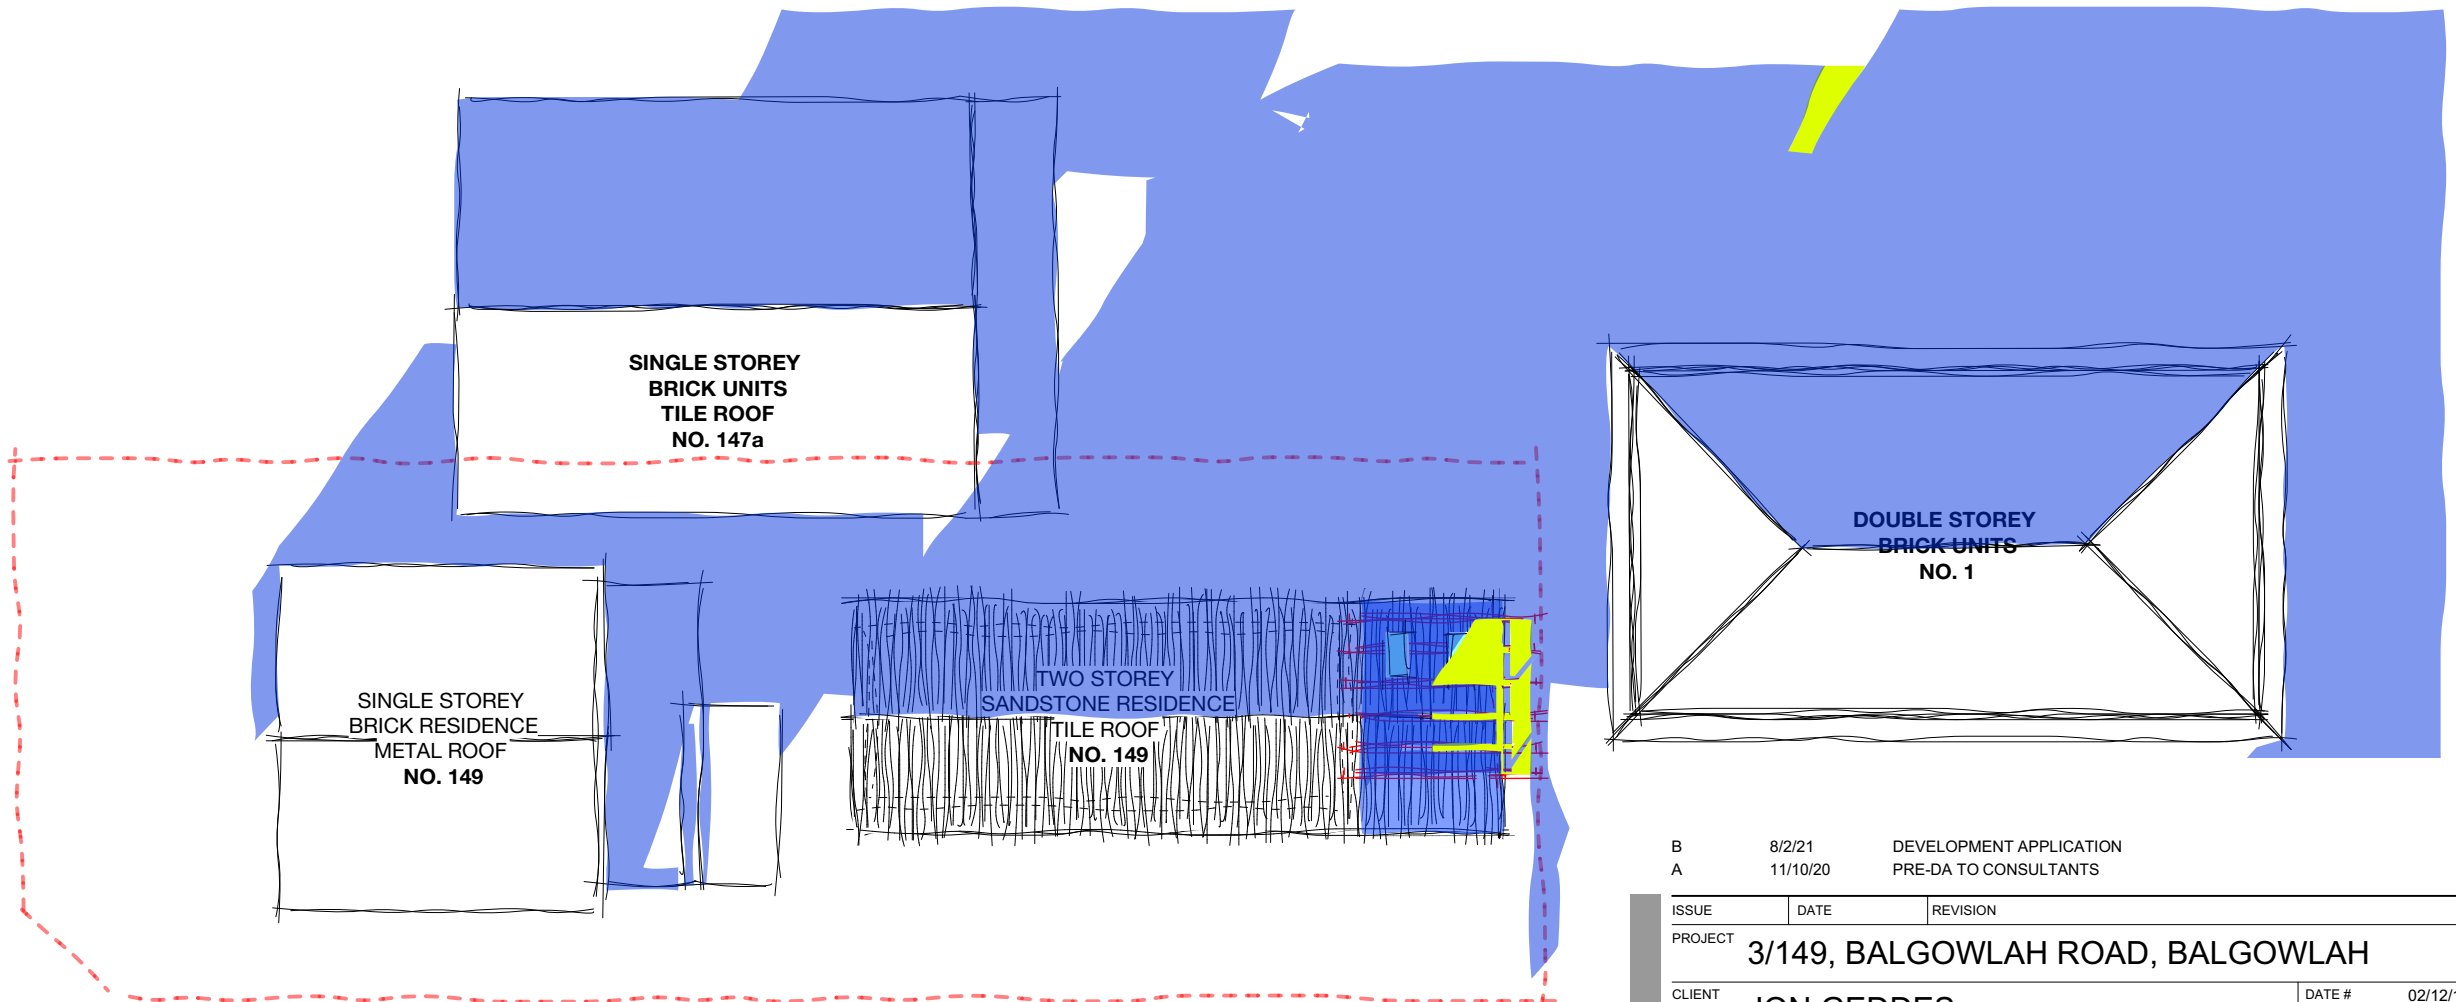 SINGLE STOREY
BRICK UNITS
TILE ROOF
NO. 147a
DOUBLE STOREY
BRICK UNITS
NO. 1
SINGLE STOREY
BRICK RESIDENCE
METAL ROOF
NO. 149
TWO STOREY
SANDSTONE RESIDENCE
TILE ROOF
NO. 149
B 8/2/21 DEVELOPMENT APPLICATION
A 11/10/20 PRE-DA TO CONSULTANTS
ISSUE DATE REVISION
PROJECT 3/149, BALGOWLAH ROAD, BALGOWLAH
CLIENT DATE # 02/12/